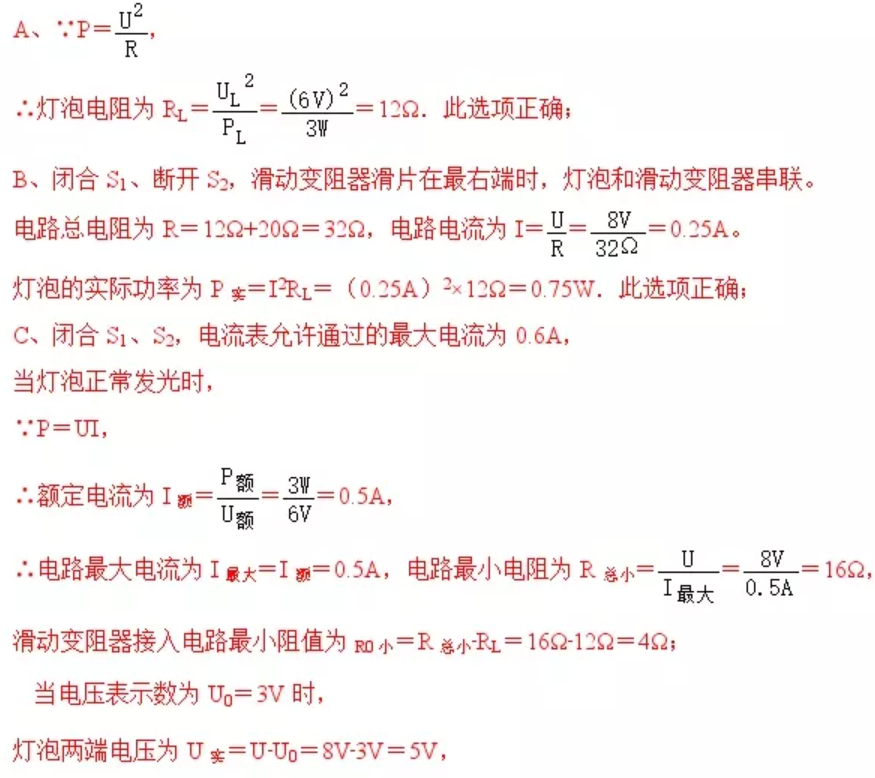 A、∵P=U²/R,
∴灯泡电阻为 R_L=U_L²/P_L=(6V)²/3W=12Ω. 此选项正确;
B、闭合 S₁、断开 S₂, 滑动变阻器滑片在最右端时, 灯泡和滑动变阻器串联。
电路总电阻为 R=12Ω+20Ω=32Ω, 电路电流为 I=U/R=8V/32Ω=0.25A。
灯泡的实际功率为 P实=I²R_L=(0.25A)²×12Ω=0.75W. 此选项正确;
C、闭合 S₁、S₂, 电流表允许通过的最大电流为 0.6A,
当灯泡正常发光时,
∵P=UI,
∴额定电流为 I额=P额/U额=3W/6V=0.5A,
∴电路最大电流为 I最大=I额=0.5A, 电路最小电阻为 R总小=U/I最大=8V/0.5A=16Ω,
滑动变阻器接入电路最小阻值为 R0小=R总小-R_L=16Ω-12Ω=4Ω;
当电压表示数为 U₀=3V 时,
灯泡两端电压为 U实=U-U₀=8V-3V=5V,